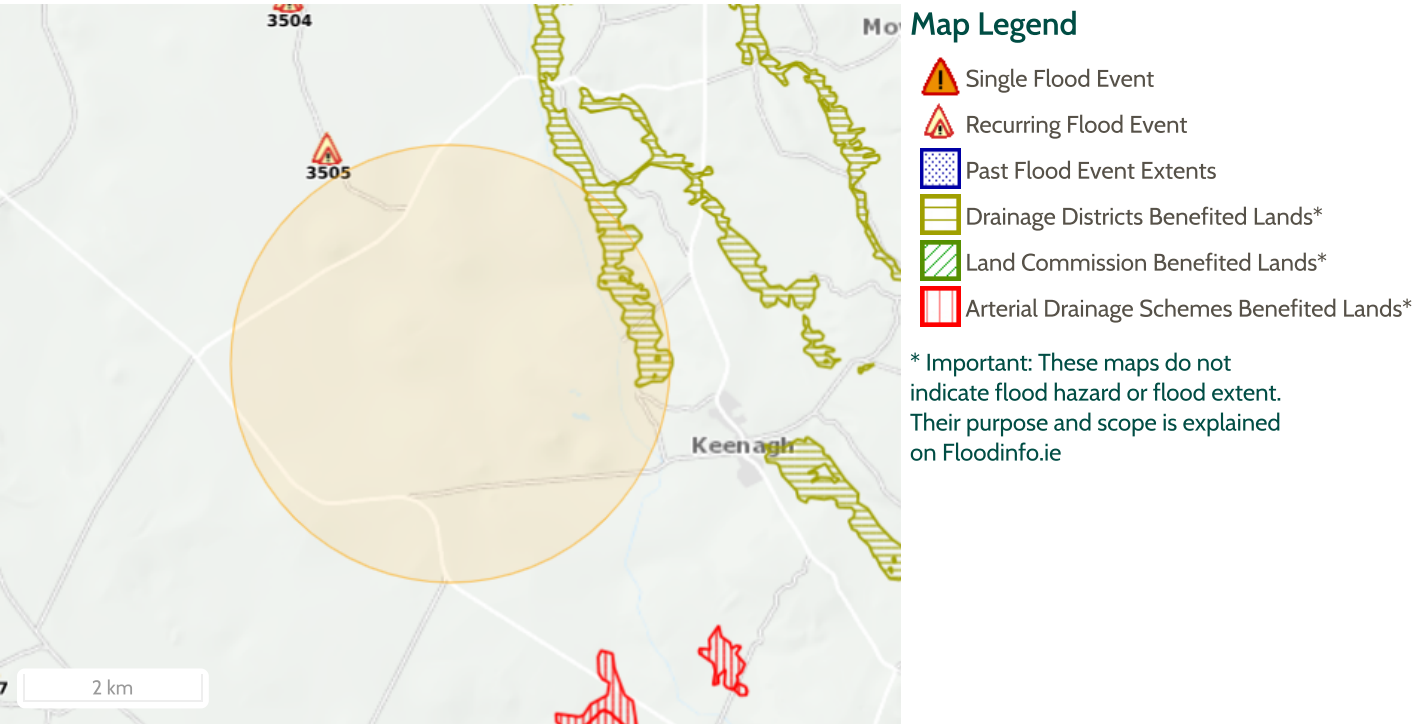 3504
Mo
3505
Keenagh
7
2 km
Map Legend
Single Flood Event
Recurring Flood Event
Past Flood Event Extents
Drainage Districts Benefited Lands*
Land Commission Benefited Lands*
Arterial Drainage Schemes Benefited Lands*
* Important: These maps do not
indicate flood hazard or flood extent.
Their purpose and scope is explained
on Floodinfo.ie